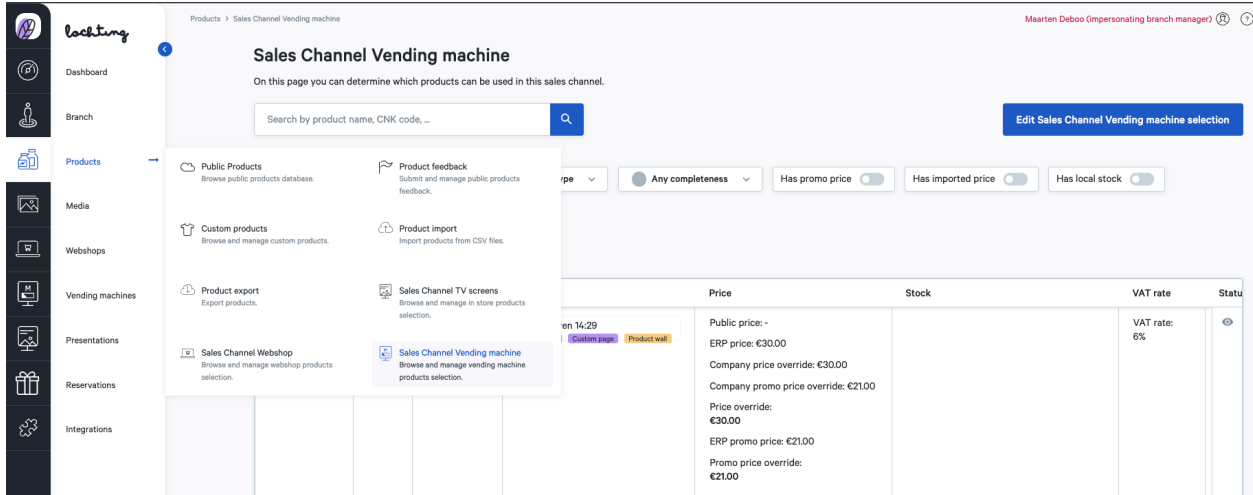 Products > Sales Channel Vending machine
Maarten Deboo (impersonating branch manager)
lochting
Dashboard
Branch
Products
Media
Webshops
Vending machines
Presentations
Reservations
Integrations
Sales Channel Vending machine
On this page you can determine which products can be used in this sales channel.
Search by product name, CNK code, ...
Edit Sales Channel Vending machine selection
Public Products
Browse public products database.
Product feedback
Submit and manage public products
feedback.
Custom products
Browse and manage custom products.
Product import
Import products from CSV files.
Product export
Export products.
Sales Channel TV screens
Browse and manage in store products
selection.
Sales Channel Webshop
Browse and manage webshop products
selection.
Sales Channel Vending machine
Browse and manage vending machine
products selection.
Any completeness
Has promo price
Has imported price
Has local stock
Price
Stock
VAT rate
14:29
Custom page
Product wall
Public price: -
ERP price: €30.00
Company price override: €30.00
Company promo price override: €21.00
Price override:
€30.00
ERP promo price: €21.00
Promo price override:
€21.00
VAT rate:
6%